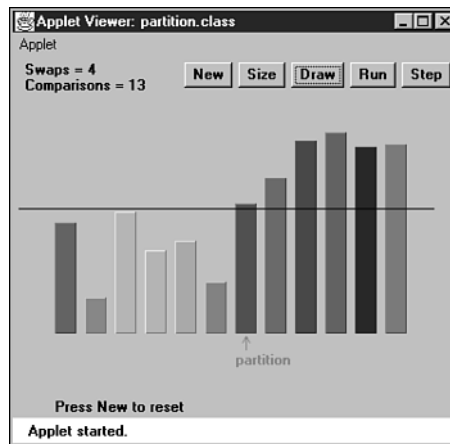 Applet Viewer: partition.class
Applet
Swaps = 4
Comparisons = 13
New Size Draw Run Step
partition
Press New to reset
Applet started.